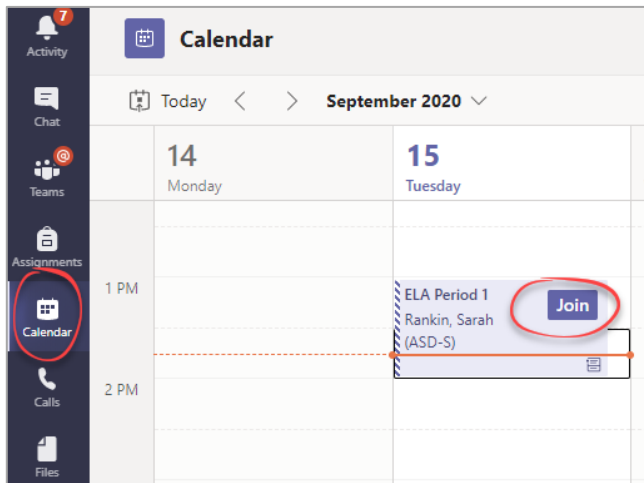 7
Activity
Chat
@
Teams
Assignments
Calendar
Calls
Files
Calendar
Today
September 2020
14
Monday
15
Tuesday
1 PM
2 PM
ELA Period 1
Join
Rankin, Sarah
(ASD-S)